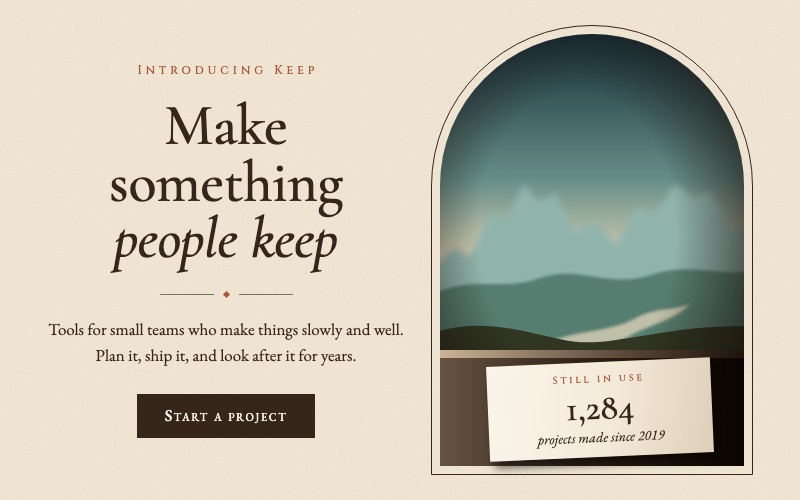 Introducing Keep
Make
something
people keep
Tools for small teams who make things slowly and well.
Plan it, ship it, and look after it for years.
Start a project
Still in use
1,284
projects made since 2019